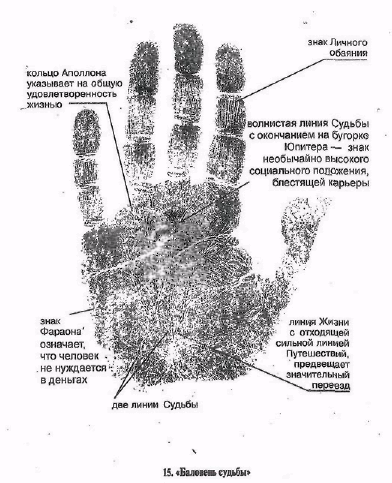 знак Личного
обаяния
кольцо Аполлона
указывает на общую
удовлетворенность
жизнью
волнистая линия Судьбы
с окончанием на бугорке
Юпитера — знак
необычайно высокого
социального положения,
блестящей карьеры
знак
Фараона
означает,
что человек
не нуждается
в деньгах
линия Жизни
с отходящей
сильной линией
Путешествий,
предвещает
значительный
переезд
две линии Судьбы
15. «Баловень судьбы»